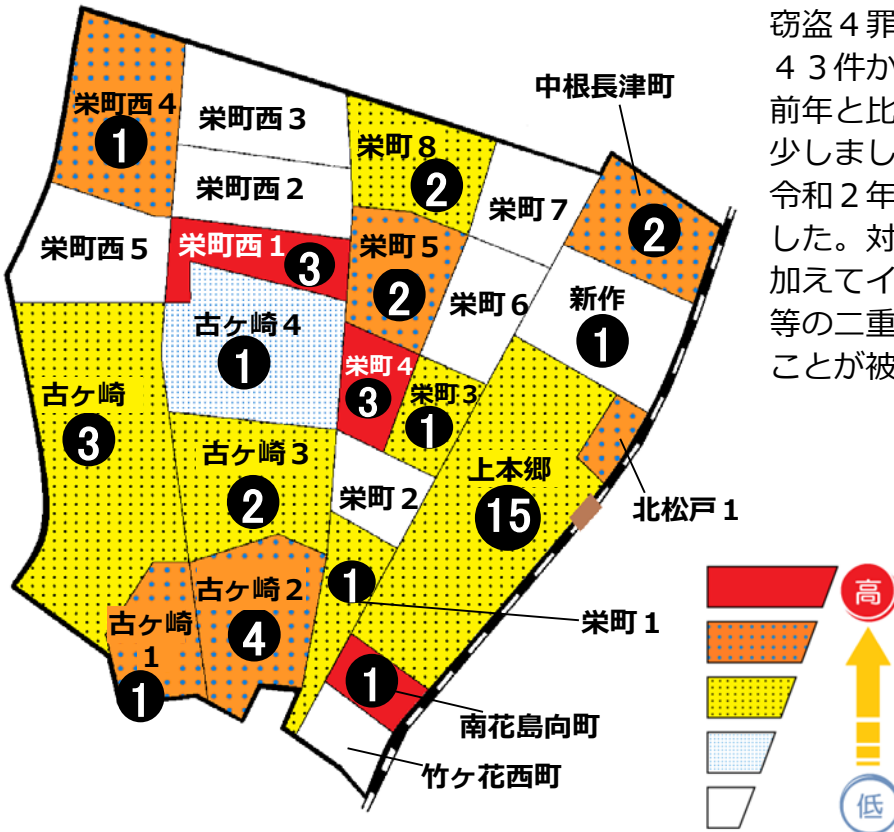 窃盗４罪
４３件か
前年と比
少しまし
令和２年
した。対
加えてイ
等の二重
ことが被
中根長津町
2
栄町西４
1
栄町西３
栄町８
2
栄町西２
栄町７
栄町西５
栄町西１
3
栄町５
2
栄町６
新作
1
古ヶ崎４
1
栄町４
3
栄町３
1
古ヶ崎
3
古ヶ崎３
2
栄町２
上本郷
15
北松戸１
古ヶ崎２
4
1
栄町１
古ヶ崎
１
1
1
南花島向町
竹ヶ花西町
高
低